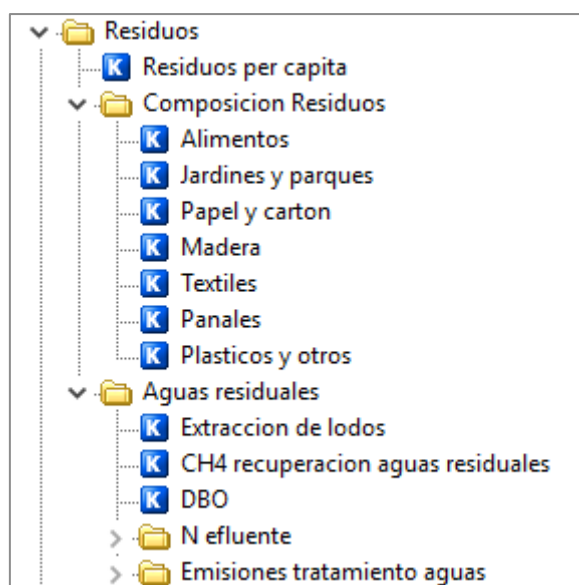 Residuos
K Residuos per capita
Composicion Residuos
K Alimentos
K Jardines y parques
K Papel y carton
K Madera
K Textiles
K Panales
K Plasticos y otros
Aguas residuales
K Extraccion de lodos
K CH4 recuperacion aguas residuales
K DBO
N efluente
Emisiones tratamiento aguas